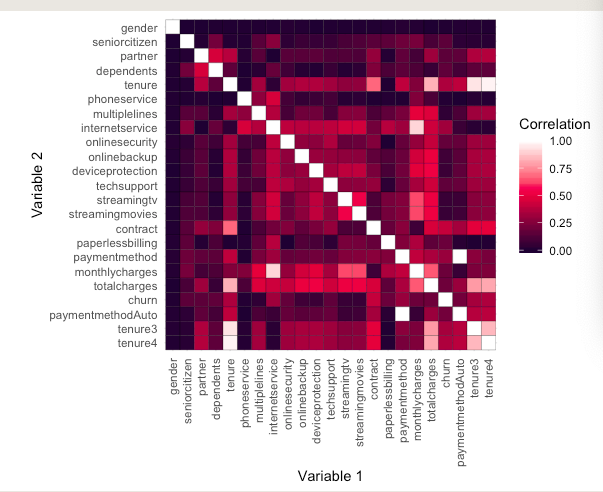 gender
seniorcitizen
partner
dependents
tenure
phoneservice
multiplelines
internetservice
onlinesecurity
onlinebackup
deviceprotection
techsupport
streamingtv
streamingmovies
contract
paperlessbilling
paymentmethod
monthlycharges
totalcharges
churn
paymentmethodAuto
tenure3
tenure4
Variable 2
gender
seniorcitizen
partner
dependents
tenure
phoneservice
multiplelines
internetservice
onlinesecurity
onlinebackup
deviceprotection
techsupport
streamingtv
streamingmovies
contract
paperlessbilling
paymentmethod
monthlycharges
totalcharges
churn
paymentmethodAuto
tenure3
tenure4
Variable 1
Correlation
1.00
0.75
0.50
0.25
0.00